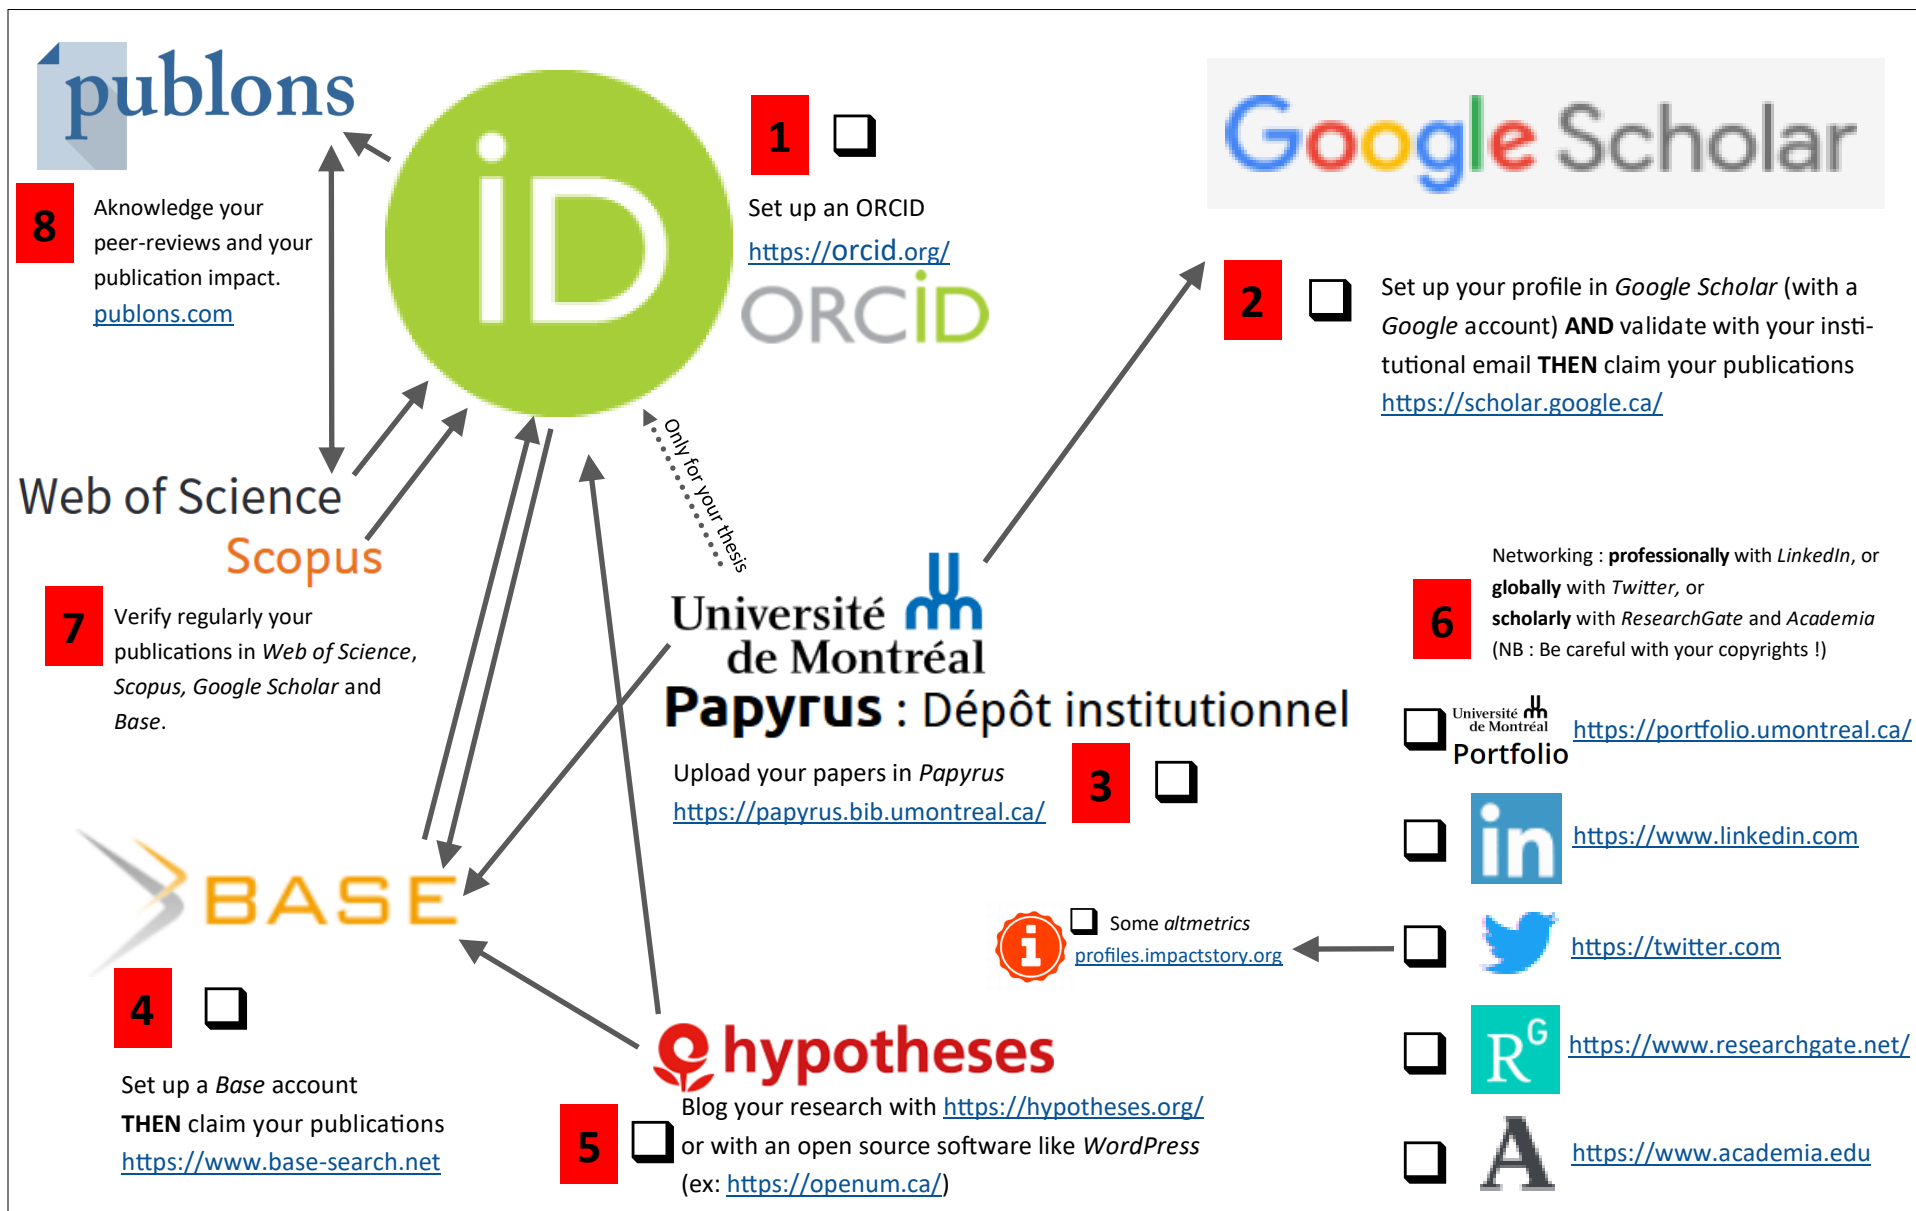 publons
8
Aknowledge your
peer-reviews and your
publication impact.
publons.com
iD
1
Set up an ORCID
https://orcid.org/
ORCiD
Google Scholar
2
Set up your profile in Google Scholar (with a
Google account) AND validate with your insti-
tutional email THEN claim your publications
https://scholar.google.ca/
Only for your thesis
Web of Science
Scopus
7
Verify regularly your
publications in Web of Science,
Scopus, Google Scholar and
Base.
Université
de Montréal
Papyrus : Dépôt institutionnel
Upload your papers in Papyrus
https://papyrus.bib.umontreal.ca/
3
6
Networking : professionally with LinkedIn, or
globally with Twitter, or
scholarly with ResearchGate and Academia
(NB : Be careful with your copyrights !)
Université
de Montréal
Portfolio
https://portfolio.umontreal.ca/
in
https://www.linkedin.com
https://twitter.com
RG
https://www.researchgate.net/
A
https://www.academia.edu
i
Some altmetrics
profiles.impactstory.org
BASE
4
Set up a Base account
THEN claim your publications
https://www.base-search.net
hypotheses
5
Blog your research with https://hypotheses.org/
or with an open source software like WordPress
(ex: https://openum.ca/)